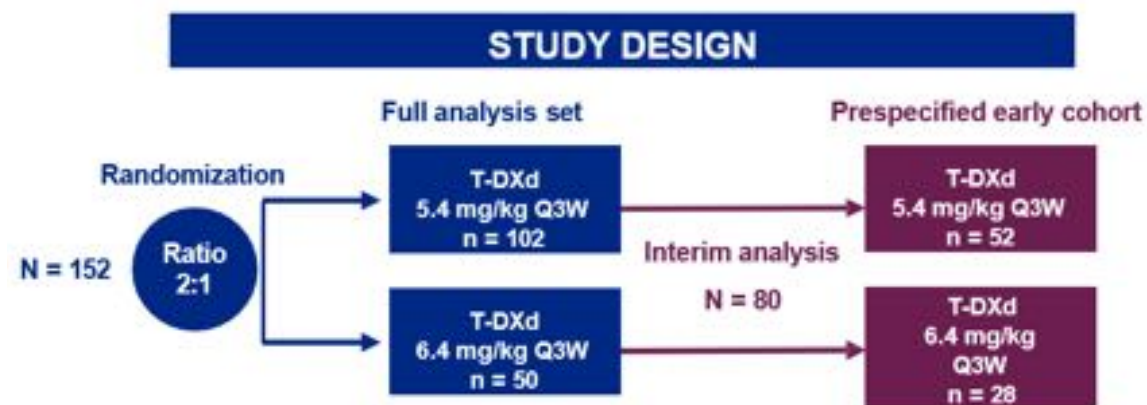 STUDY DESIGN
Full analysis set
Prespecified early cohort
Randomization
N = 152
Ratio
2:1
T-DXd
5.4 mg/kg Q3W
n = 102
T-DXd
6.4 mg/kg Q3W
n = 50
Interim analysis
N = 80
T-DXd
5.4 mg/kg Q3W
n = 52
T-DXd
6.4 mg/kg
Q3W
n = 28